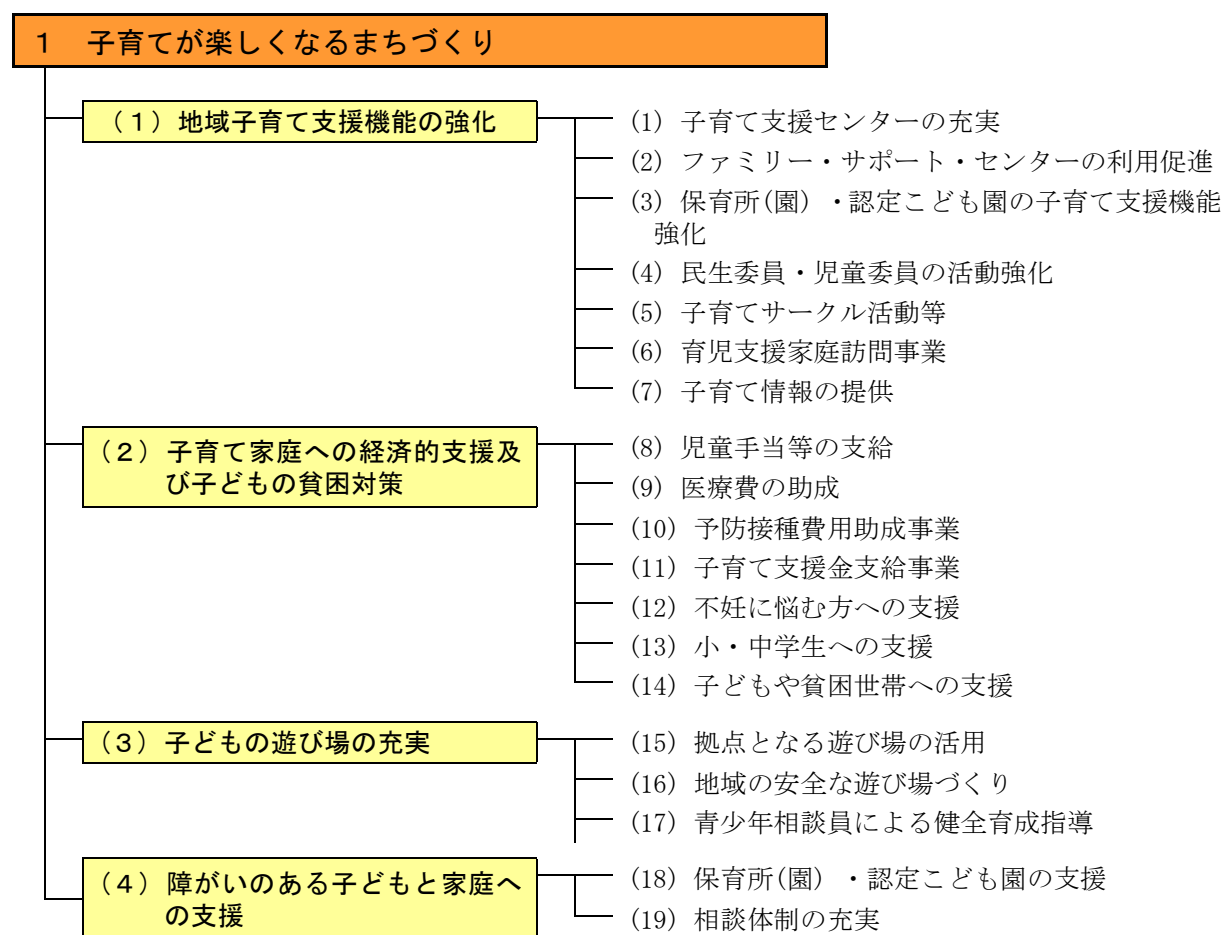 １　子育てが楽しくなるまちづくり
（１）地域子育て支援機能の強化
(1) 子育て支援センターの充実
(2) ファミリー・サポート・センターの利用促進
(3) 保育所(園) ・認定こども園の子育て支援機能
強化
(4) 民生委員・児童委員の活動強化
(5) 子育てサークル活動等
(6) 育児支援家庭訪問事業
(7) 子育て情報の提供
（２）子育て家庭への経済的支援及
び子どもの貧困対策
(8) 児童手当等の支給
(9) 医療費の助成
(10) 予防接種費用助成事業
(11) 子育て支援金支給事業
(12) 不妊に悩む方への支援
(13) 小・中学生への支援
(14) 子どもや貧困世帯への支援
（３）子どもの遊び場の充実
(15) 拠点となる遊び場の活用
(16) 地域の安全な遊び場づくり
(17) 青少年相談員による健全育成指導
（４）障がいのある子どもと家庭へ
の支援
(18) 保育所(園) ・認定こども園の支援
(19) 相談体制の充実